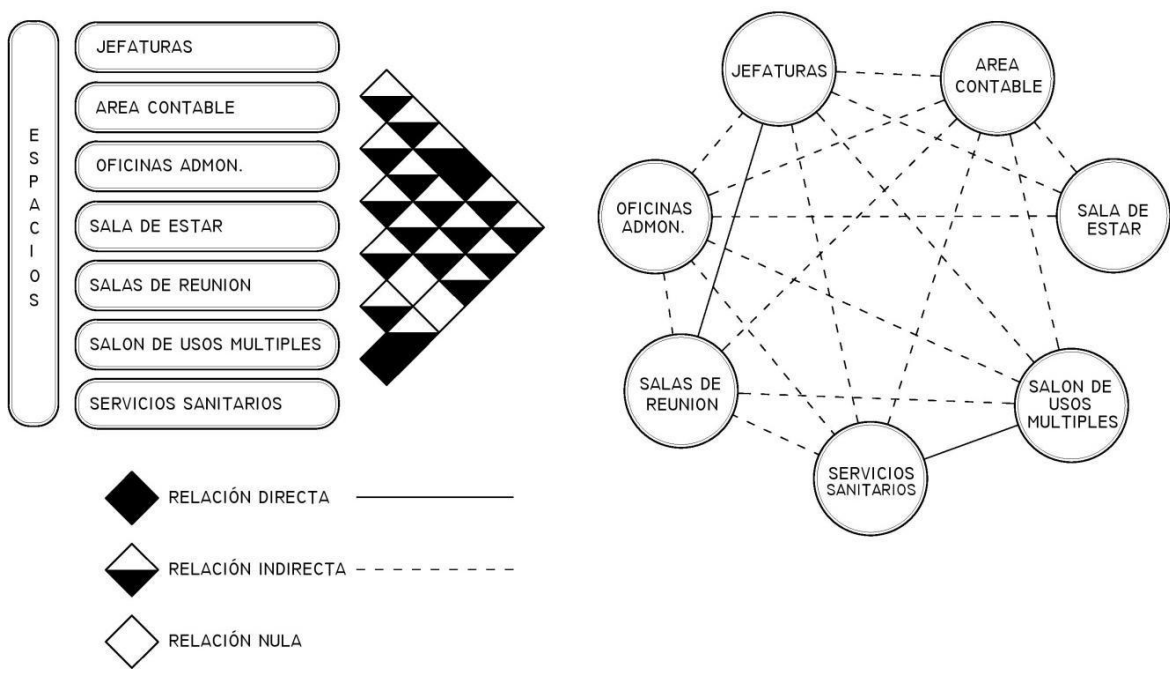 ESPACIOS
JEFATURAS
AREA CONTABLE
OFICINAS ADMON.
SALA DE ESTAR
SALAS DE REUNION
SALON DE USOS MULTIPLES
SERVICIOS SANITARIOS
RELACIÓN DIRECTA
RELACIÓN INDIRECTA
RELACIÓN NULA
JEFATURAS
AREA
CONTABLE
OFICINAS
ADMON.
SALA DE
ESTAR
SALAS DE
REUNION
SALON DE
USOS
MULTIPLES
SERVICIOS
SANITARIOS